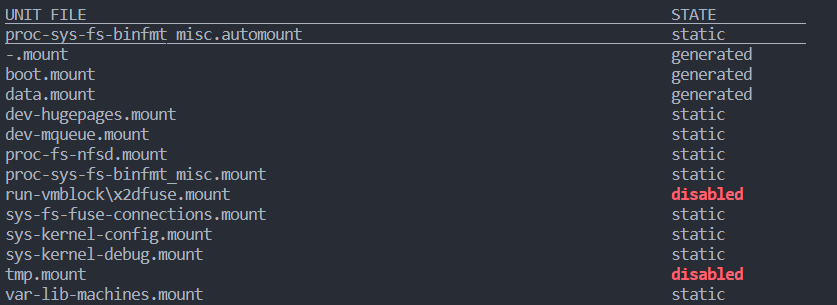 UNIT FILE STATE
proc-sys-fs-binfmt_misc.automount static
-.mount generated
boot.mount generated
data.mount generated
dev-hugepages.mount static
dev-mqueue.mount static
proc-fs-nfsd.mount static
proc-sys-fs-binfmt_misc.mount static
run-vmblock\x2dfuse.mount disabled
sys-fs-fuse-connections.mount static
sys-kernel-config.mount static
sys-kernel-debug.mount static
tmp.mount disabled
var-lib-machines.mount static